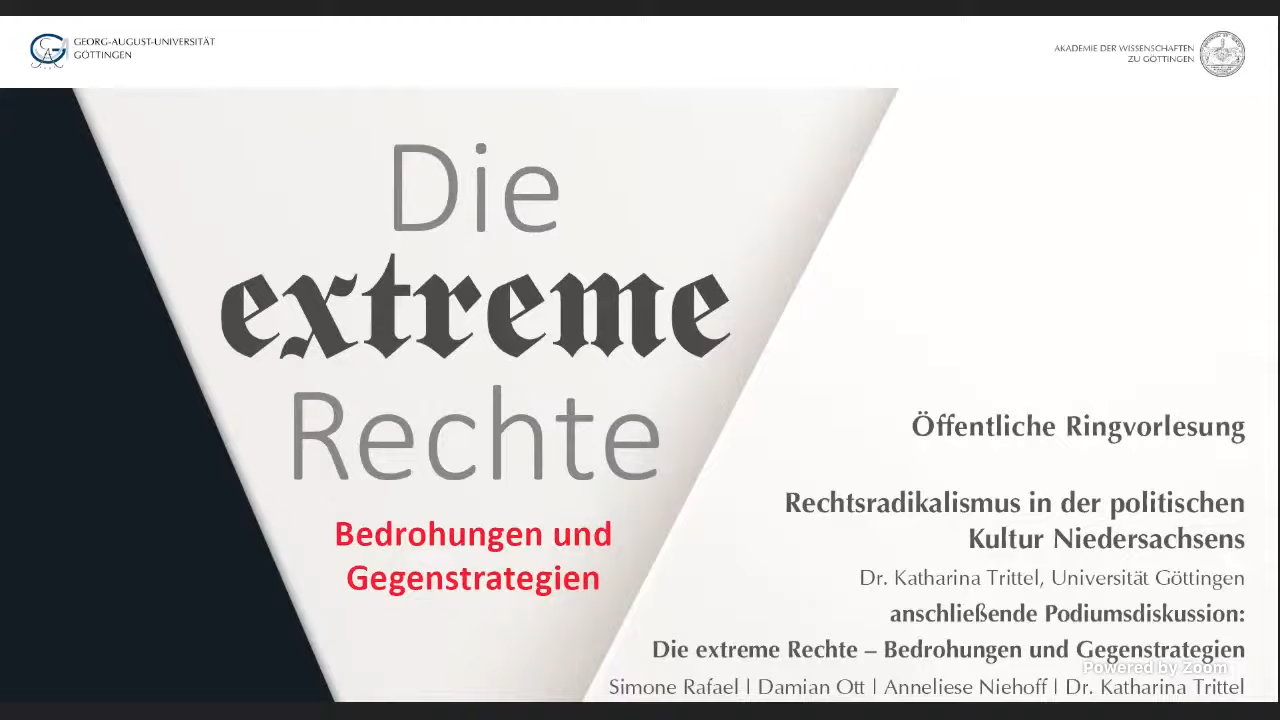 GEORG-AUGUST-UNIVERSITÄT
GÖTTINGEN
AKADEMIE DER WISSENSCHAFTEN
ZU GÖTTINGEN
Die
extreme
Rechte
Bedrohungen und
Gegenstrategien
Öffentliche Ringvorlesung
Rechtsradikalismus in der politischen
Kultur Niedersachsens
Dr. Katharina Trittel, Universität Göttingen
anschließende Podiumsdiskussion:
Die extreme Rechte – Bedrohungen und Gegenstrategien
Powered by Zoom
Simone Rafael | Damian Ott | Anneliese Niehoff | Dr. Katharina Trittel